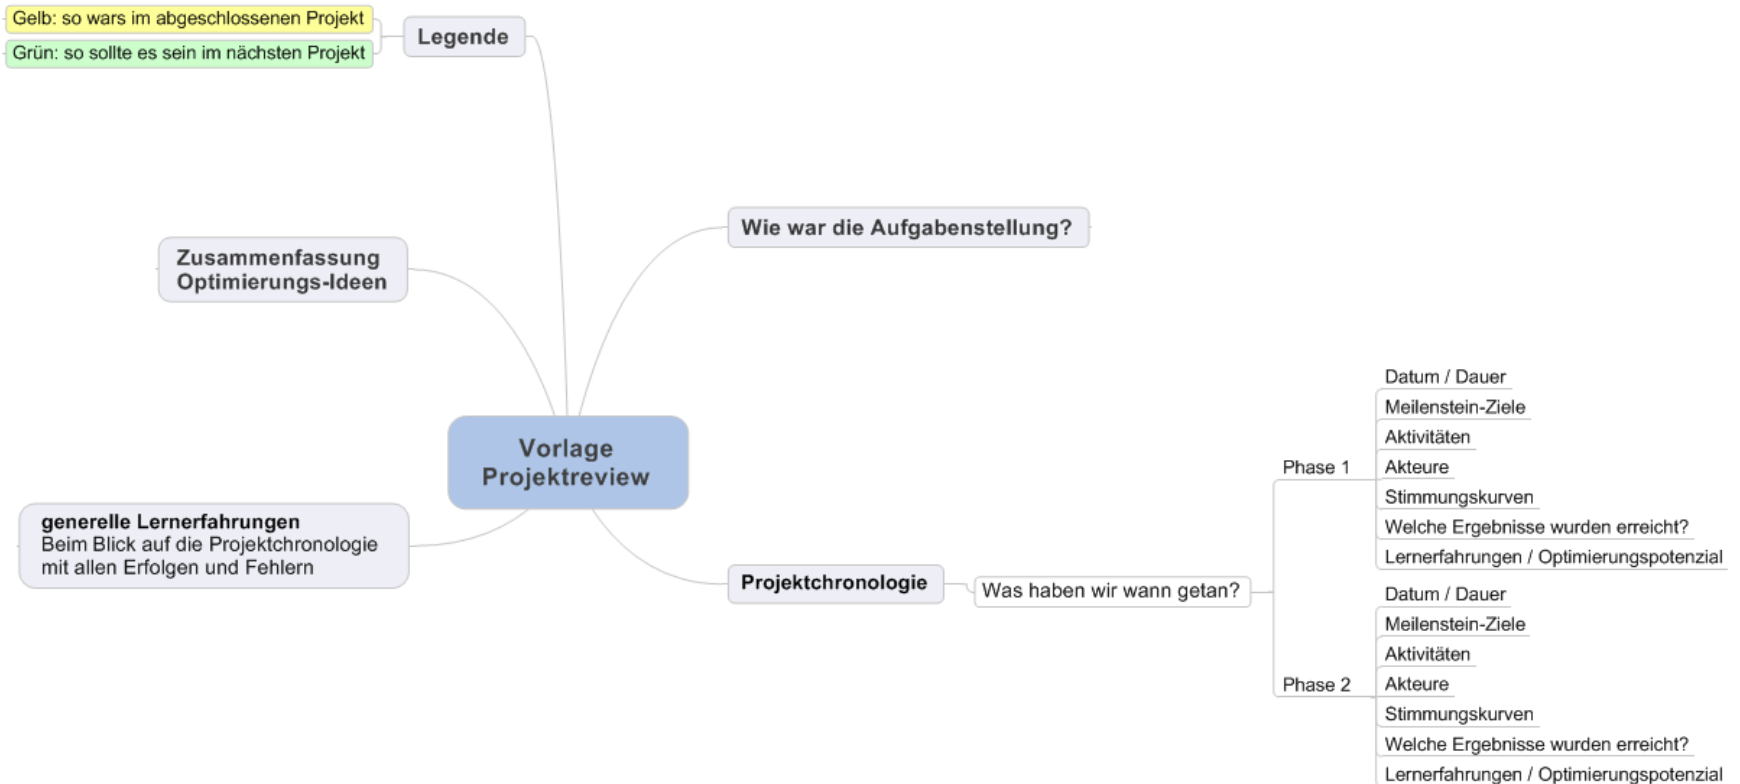 Gelb: so wars im abgeschlossenen Projekt
Grün: so sollte es sein im nächsten Projekt
Legende
Zusammenfassung
Optimierungs-Ideen
Wie war die Aufgabenstellung?
Vorlage
Projektreview
generelle Lernerfahrungen
Beim Blick auf die Projektchronologie
mit allen Erfolgen und Fehlern
Projektchronologie
Was haben wir wann getan?
Phase 1
Datum / Dauer
Meilenstein-Ziele
Aktivitäten
Akteure
Stimmungskurven
Welche Ergebnisse wurden erreicht?
Lernerfahrungen / Optimierungspotenzial
Phase 2
Datum / Dauer
Meilenstein-Ziele
Aktivitäten
Akteure
Stimmungskurven
Welche Ergebnisse wurden erreicht?
Lernerfahrungen / Optimierungspotenzial